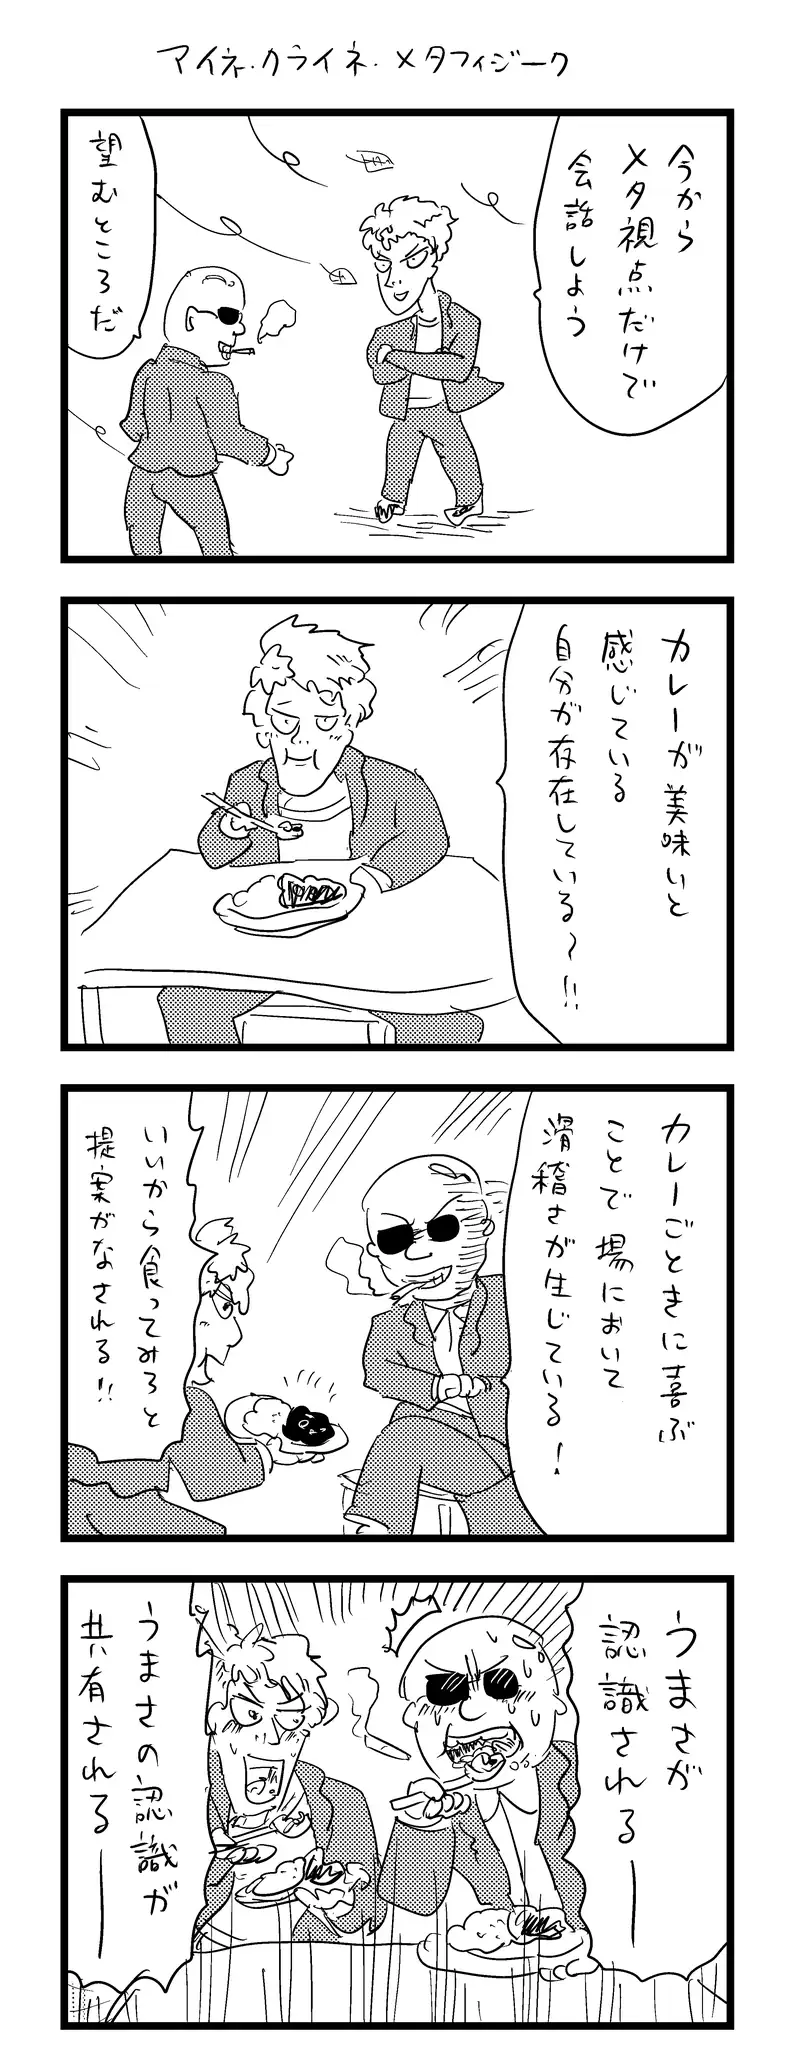 アイネ・クライネ・メタフィジーク
今から
メタ視点だけで
会話しよう
望むところだ
カレーが美味いと
感じている
自分が存在している〜!!
カレーごときに喜ぶ
ことで場において
滑稽さが生じている!
いいから食ってみろと
提案がなされる!!
うまさが
認識される――
うまさの認識が
共有される――